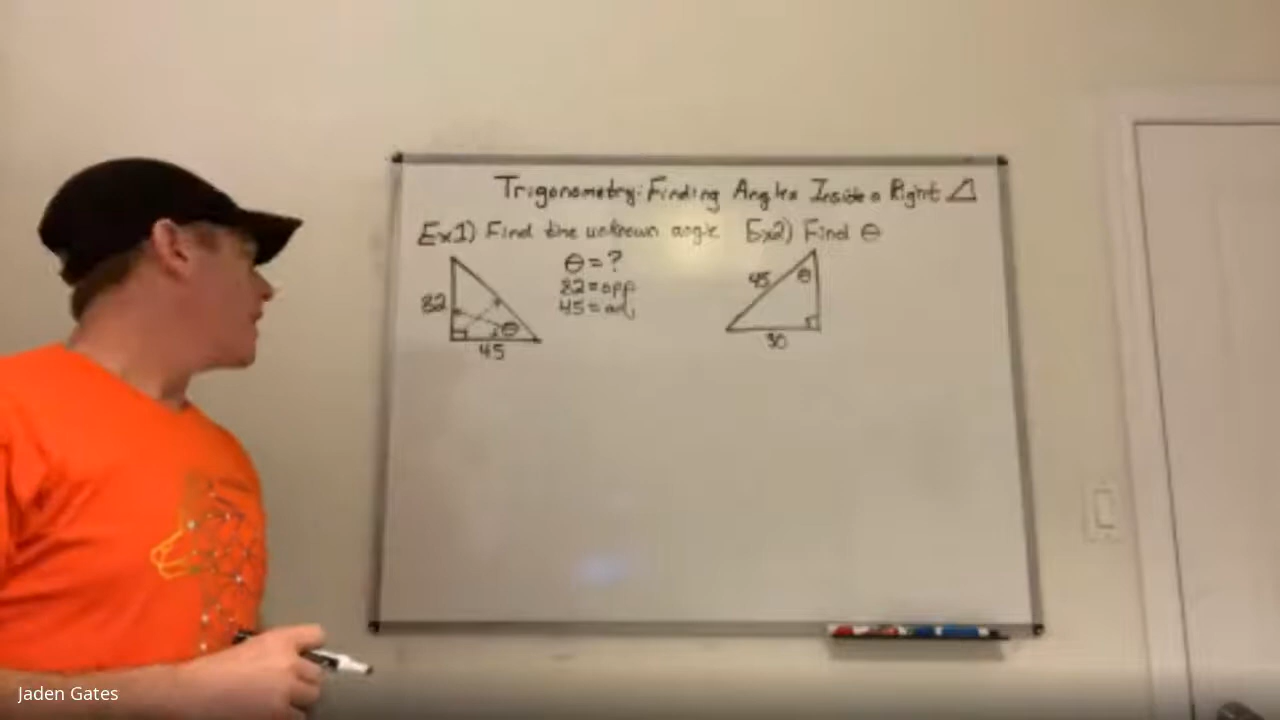 Trigonometry: Finding Angles Inside a Right △
Ex1) Find the unknown angle
82
θ
45
θ = ?
82 = opp
45 = adj
Ex2) Find θ
45
θ
30
Jaden Gates